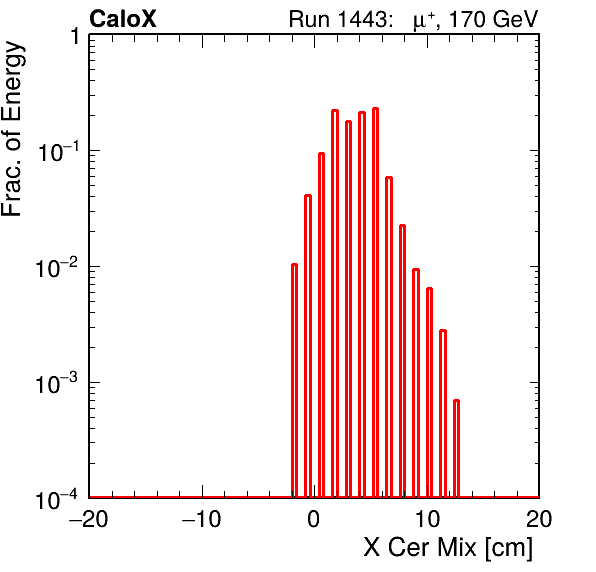 CaloX Run 1443: μ⁺, 170 GeV
Frac. of Energy
1
10⁻¹
10⁻²
10⁻³
10⁻⁴
−20 −10 0 10 20
X Cer Mix [cm]